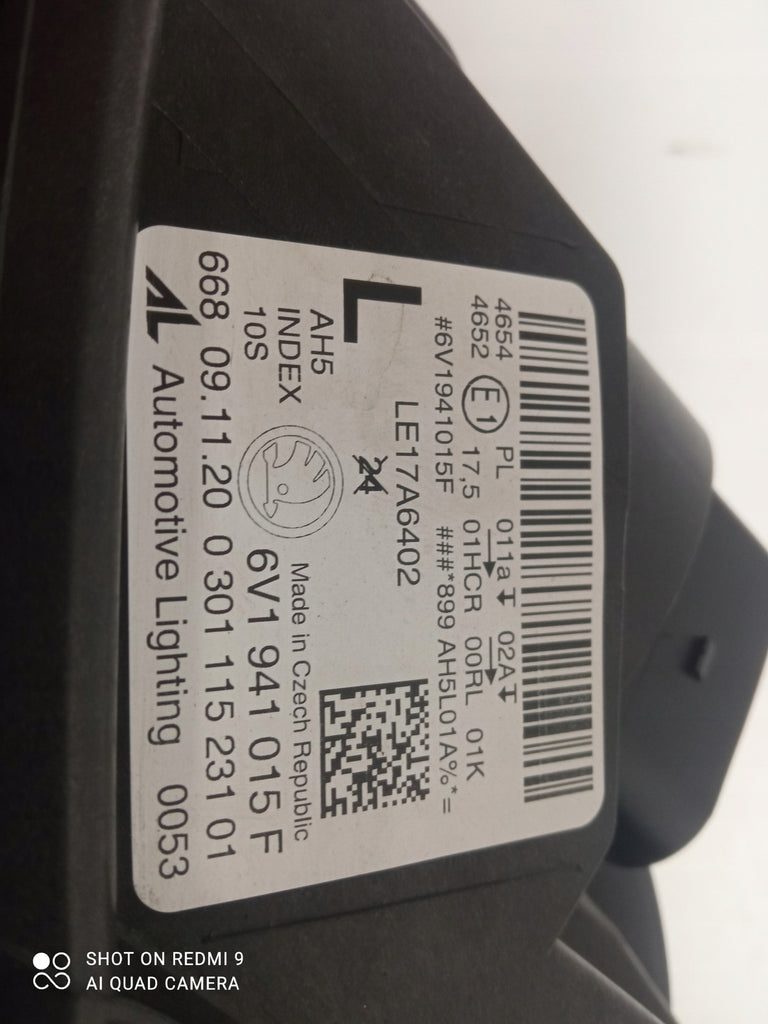 4654 PL 011a 02A
4652 E1 17,5 01HCR 00RL 01K
#6V1941015F ###*899 AH5L01A%*=
L
LE17A6402
24
AH5
INDEX
10S
Made in Czech Republic
6V1 941 015 F
668 09.11.20 0 301 115 231 01
AL Automotive Lighting 0053
SHOT ON REDMI 9
AI QUAD CAMERA